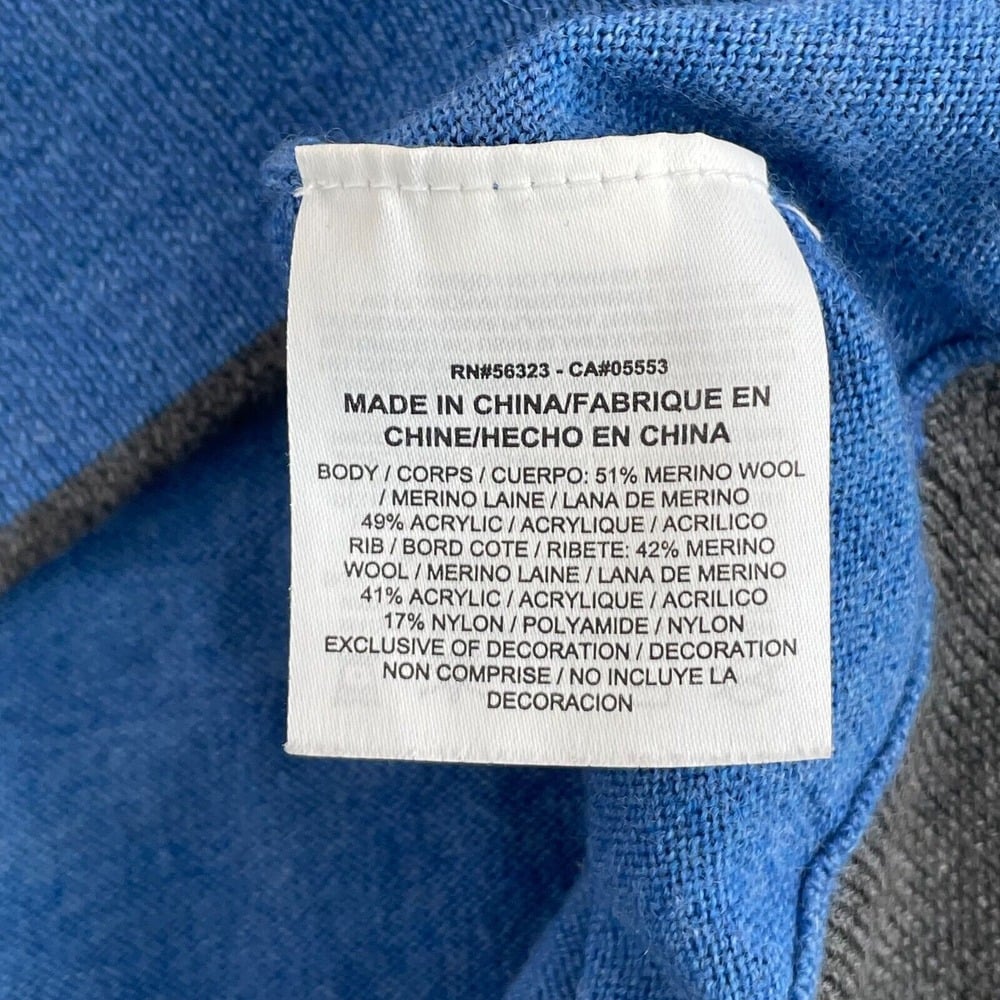 RN#56323 - CA#05553
MADE IN CHINA/FABRIQUE EN
CHINE/HECHO EN CHINA
BODY / CORPS / CUERPO: 51% MERINO WOOL
/ MERINO LAINE / LANA DE MERINO
49% ACRYLIC / ACRYLIQUE / ACRILICO
RIB / BORD COTE / RIBETE: 42% MERINO
WOOL / MERINO LAINE / LANA DE MERINO
41% ACRYLIC / ACRYLIQUE / ACRILICO
17% NYLON / POLYAMIDE / NYLON
EXCLUSIVE OF DECORATION / DECORATION
NON COMPRISE / NO INCLUYE LA
DECORACION